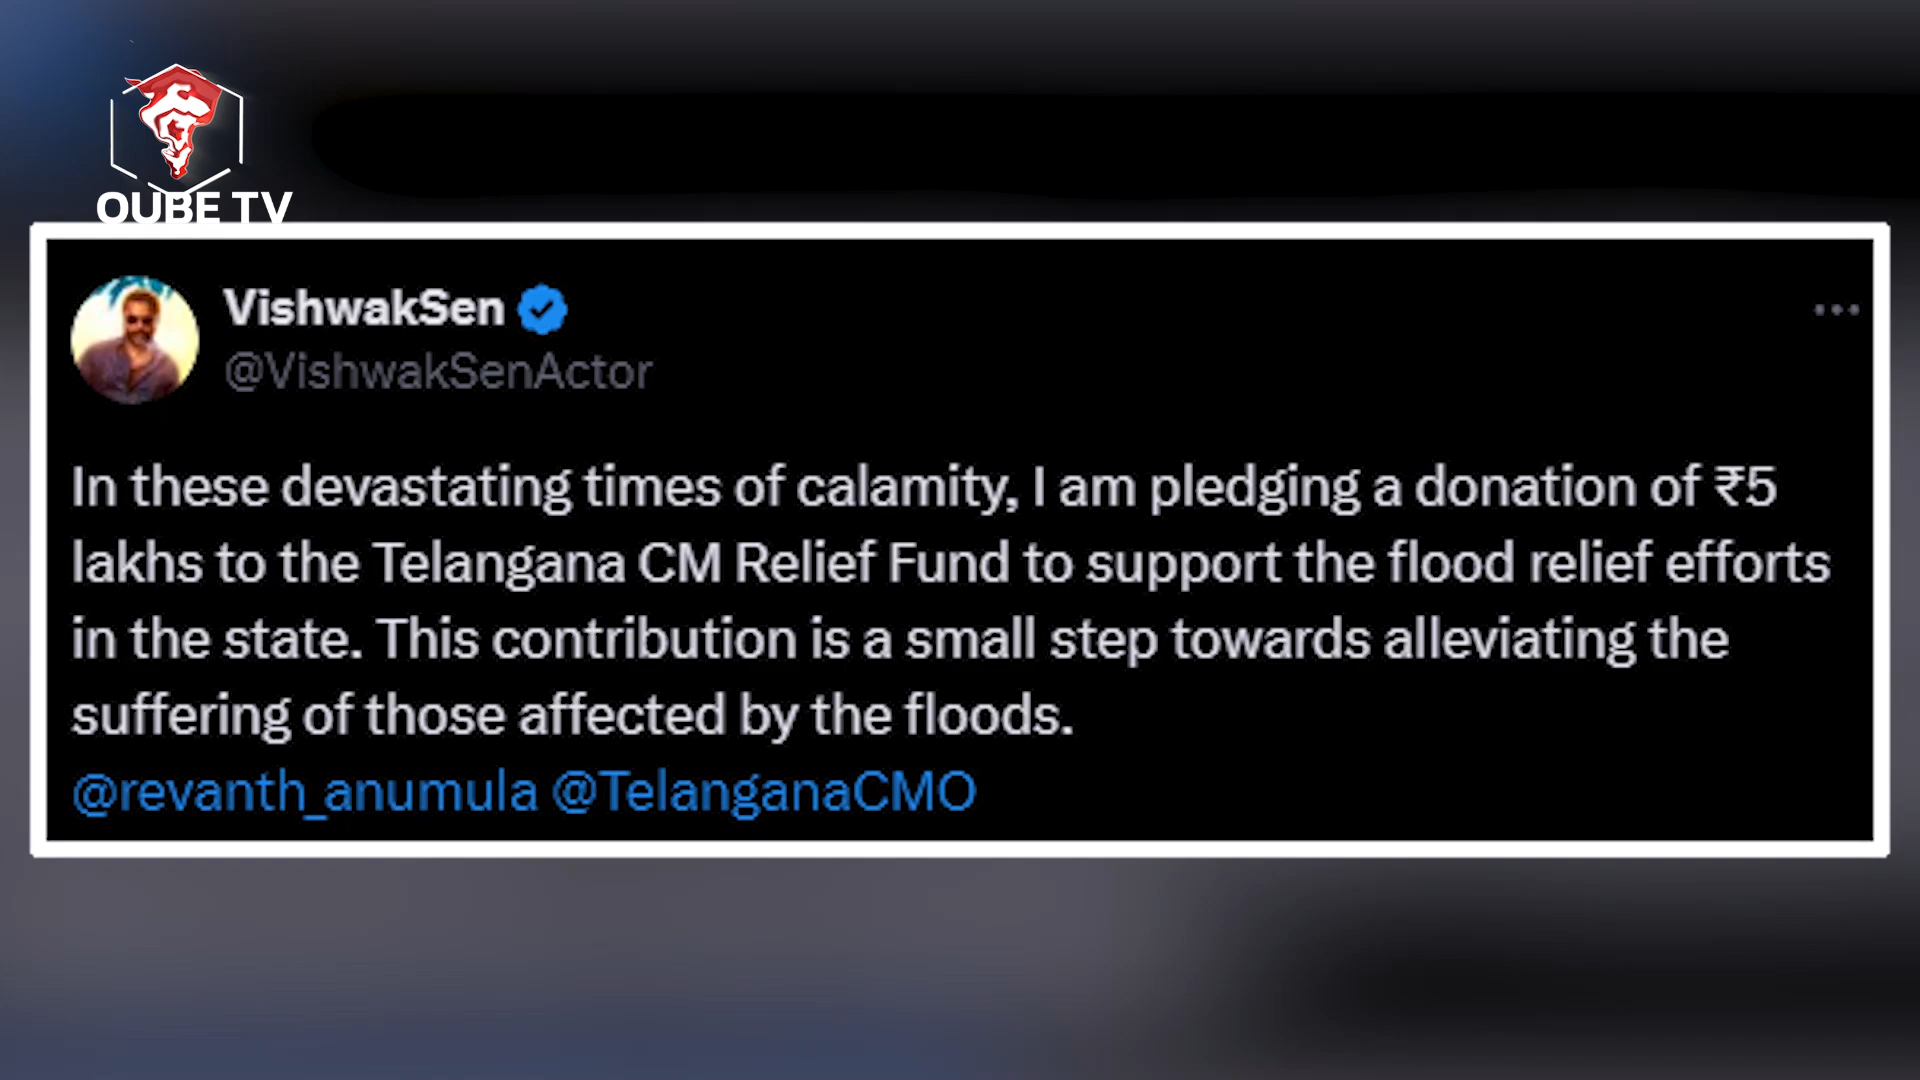 QUBE TV
VishwakSen
@VishwakSenActor
In these devastating times of calamity, I am pledging a donation of ₹5
lakhs to the Telangana CM Relief Fund to support the flood relief efforts
in the state. This contribution is a small step towards alleviating the
suffering of those affected by the floods.
@revanth_anumula @TelanganaCMO